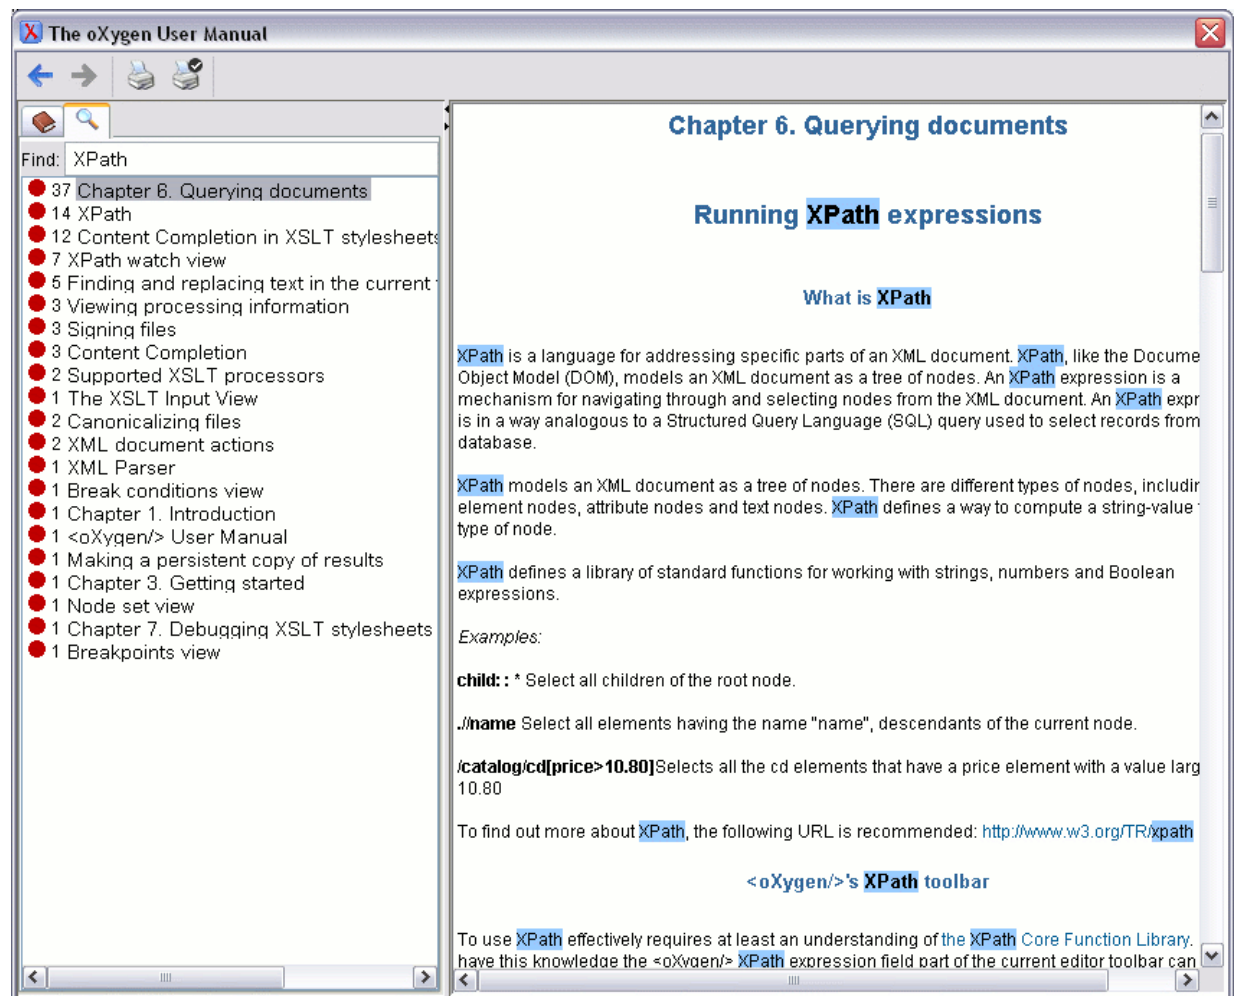 The oXygen User Manual
Find: XPath
37 Chapter 6. Querying documents
14 XPath
12 Content Completion in XSLT stylesheets
7 XPath watch view
5 Finding and replacing text in the current
3 Viewing processing information
3 Signing files
3 Content Completion
2 Supported XSLT processors
1 The XSLT Input View
2 Canonicalizing files
2 XML document actions
1 XML Parser
1 Break conditions view
1 Chapter 1. Introduction
1 <oXygen/> User Manual
1 Making a persistent copy of results
1 Chapter 3. Getting started
1 Node set view
1 Chapter 7. Debugging XSLT stylesheets
1 Breakpoints view
Chapter 6. Querying documents
Running XPath expressions
What is XPath
XPath is a language for addressing specific parts of an XML document. XPath, like the Docume
Object Model (DOM), models an XML document as a tree of nodes. An XPath expression is a
mechanism for navigating through and selecting nodes from the XML document. An XPath expr
is in a way analogous to a Structured Query Language (SQL) query used to select records from
database.
XPath models an XML document as a tree of nodes. There are different types of nodes, includin
element nodes, attribute nodes and text nodes. XPath defines a way to compute a string-value
type of node.
XPath defines a library of standard functions for working with strings, numbers and Boolean
expressions.
Examples:
child: : * Select all children of the root node.
.//name Select all elements having the name "name", descendants of the current node.
/catalog/cd[price>10.80]Selects all the cd elements that have a price element with a value larg
10.80
To find out more about XPath, the following URL is recommended: http://www.w3.org/TR/xpath
<oXygen/>'s XPath toolbar
To use XPath effectively requires at least an understanding of the XPath Core Function Library.
have this knowledge the <oXygen/> XPath expression field part of the current editor toolbar can